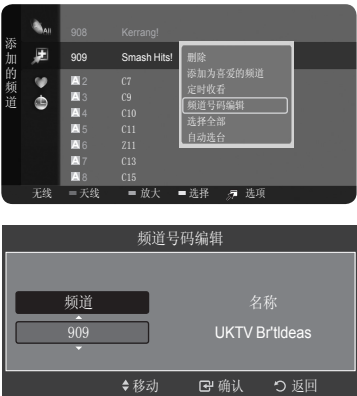 添加的频道
All
908 Kerrang!
909 Smash Hits!
A 2 C7
A 3 C9
A 4 C10
A 5 C11
A 6 Z11
A 7 C13
A 8 C15
删除
添加为喜爱的频道
定时收看
频道号码编辑
选择全部
自动选台
无线 天线 放大 选择 选项
频道号码编辑
频道 名称
909 UKTV Br'tIdeas
移动 确认 返回